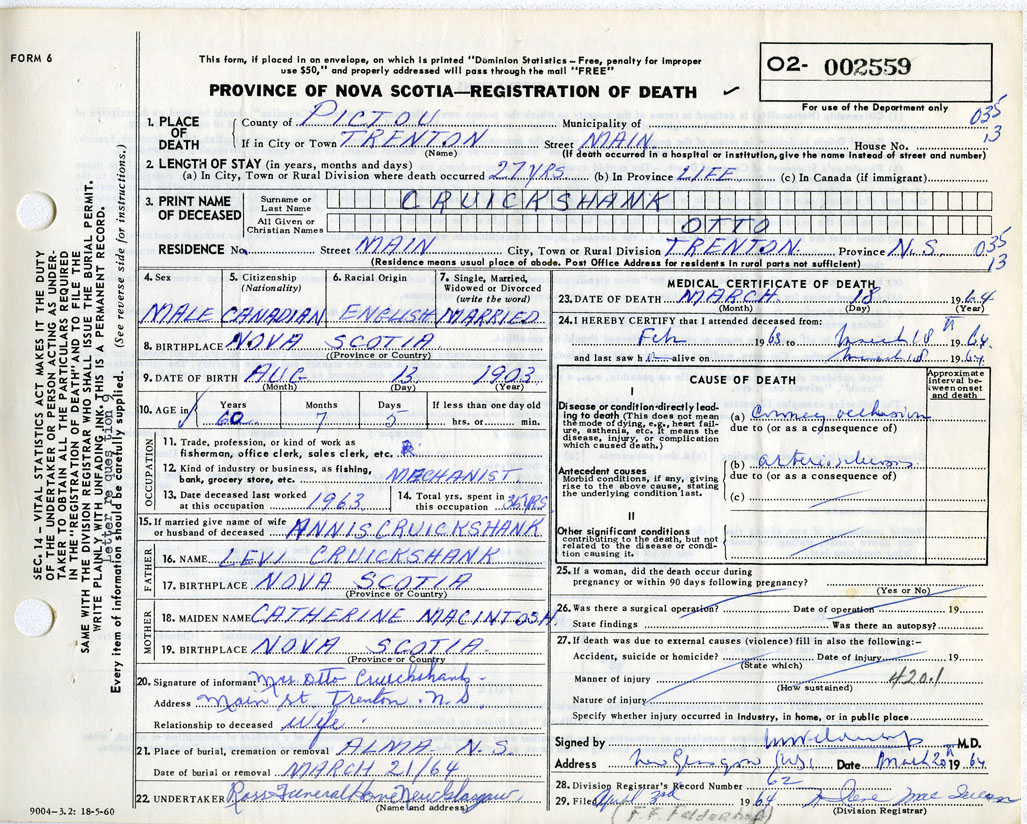 FORM 6
This form, if placed in an envelope, on which is printed "Dominion Statistics – Free, penalty for improper
use $50," and properly addressed will pass through the mail "FREE"
PROVINCE OF NOVA SCOTIA—REGISTRATION OF DEATH
O2- 002559
For use of the Department only
035
13
1. PLACE OF DEATH
County of PICTOU Municipality of
If in City or Town TRENTON Street MAIN House No.
(Name) (If death occurred in a hospital or institution, give the name instead of street and number)
2. LENGTH OF STAY (in years, months and days)
(a) In City, Town or Rural Division where death occurred 27 YRS (b) In Province LIFE (c) In Canada (if immigrant)
3. PRINT NAME OF DECEASED
Surname or Last Name CRUICKSHANK
All Given or Christian Names OTTO
RESIDENCE No. Street MAIN City, Town or Rural Division TRENTON Province N.S. 035
(Residence means usual place of abode. Post Office Address for residents in rural parts not sufficient) 13
4. Sex MALE
5. Citizenship (Nationality) CANADIAN
6. Racial Origin ENGLISH
7. Single, Married, Widowed or Divorced (write the word) MARRIED
8. BIRTHPLACE NOVA SCOTIA
((Province or Country)
9. DATE OF BIRTH AUG 13 1903
(Month) (Day) (Year)
10. AGE in Years Months Days If less than one day old
60 7 5 hrs. or min.
OCCUPATION
11. Trade, profession, or kind of work as
fisherman, office clerk, sales clerk, etc.
12. Kind of industry or business, as fishing,
bank, grocery store, etc. MECHANIST
13. Date deceased last worked at this occupation 1963
14. Total yrs. spent in this occupation 35 YRS
15. If married give name of wife or husband of deceased ANNIS CRUICKSHANK
FATHER
16. NAME LEVI CRUICKSHANK
17. BIRTHPLACE NOVA SCOTIA
(Province or Country)
MOTHER
18. MAIDEN NAME CATHERINE MACINTOSH
19. BIRTHPLACE NOVA SCOTIA
(Province or Country
20. Signature of informant Mrs Otto Cruickshank
Address Main St. Trenton N.S.
Relationship to deceased Wife
21. Place of burial, cremation or removal ALMA N.S.
Date of burial or removal MARCH 21/64
22. UNDERTAKER Ross Funeral Home New Glasgow
(Name and address)
MEDICAL CERTIFICATE OF DEATH
23. DATE OF DEATH MARCH 18 1964
(Month) (Day) (Year)
24. I HEREBY CERTIFY that I attended deceased from:
Feb 1963 to March 18 1964
and last saw h alive on March 18 1964
CAUSE OF DEATH
Approximate interval between onset and death
I
Disease or condition directly leading to death (This does not mean
the mode of dying, e.g., heart failure, asthenia, etc. It means the
disease, injury, or complication
which caused death.)
(a) Coronary occlusion
due to (or as a consequence of)
Antecedent causes
Morbid conditions, if any, giving
rise to the above cause, stating
the underlying condition last.
(b)
due to (or as a consequence of)
(c)
II
Other significant conditions
contributing to the death, but not
related to the disease or condition causing it.
25. If a woman, did the death occur during
pregnancy or within 90 days following pregnancy?
(Yes or No)
26. Was there a surgical operation? Date of operation 19
State findings Was there an autopsy?
27. If death was due to external causes (violence) fill in also the following:–
Accident, suicide or homicide? Date of injury 19
(State which)
Manner of injury 420.1
(How sustained)
Nature of injury
Specify whether injury occurred in industry, in home, or in public place
Signed by M.D.
Address New Glasgow N.S. Date March 20 1964
28. Division Registrar's Record Number 62
29. Filed April 3rd 1964
(Division Registrar)
SEC. 14 – VITAL STATISTICS ACT MAKES IT THE DUTY
OF THE UNDERTAKER OR PERSON ACTING AS UNDERTAKER TO OBTAIN ALL THE PARTICULARS REQUIRED
IN THE "REGISTRATION OF DEATH" AND TO FILE THE
SAME WITH THE DIVISION REGISTRAR WHO SHALL ISSUE THE BURIAL PERMIT.
WRITE PLAINLY WITH UNFADING INK–THIS IS A PERMANENT RECORD.
Letter re question 9
Every item of information should be carefully supplied. (See reverse side for instructions.)
9004–3.2: 18-5-60